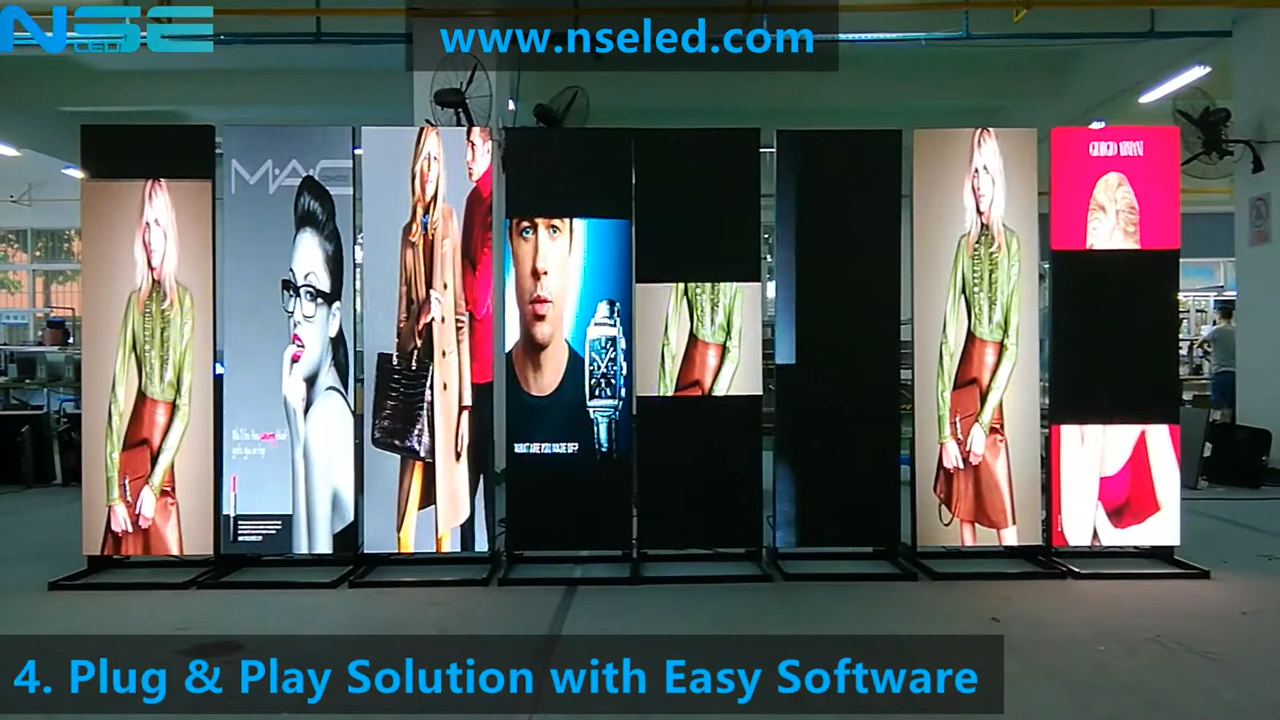 NSE
LED
www.nseled.com
M·A·C
GIORGIO ARMANI
WHAT ARE YOU MADE OF?
4. Plug & Play Solution with Easy Software